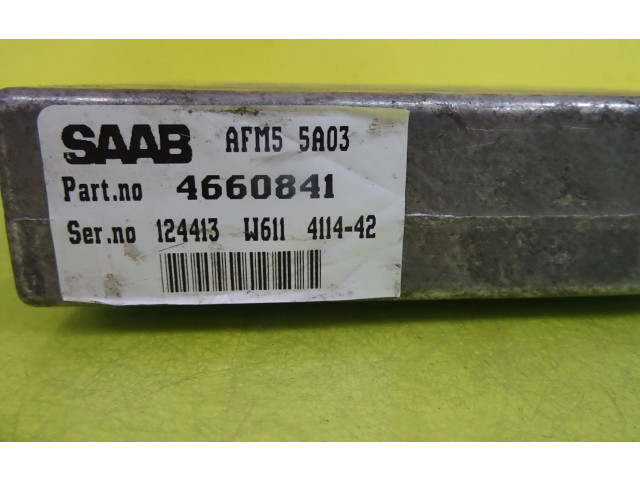 SAAB AFM5 5A03
Part.no 4660841
Ser.no 124413 W611 4114-42